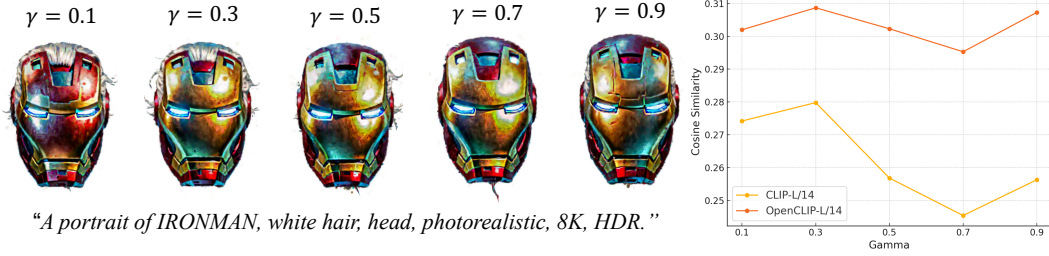 γ = 0.1
γ = 0.3
γ = 0.5
γ = 0.7
γ = 0.9
“A portrait of IRONMAN, white hair, head, photorealistic, 8K, HDR.”
0.31
0.30
0.29
0.28
0.27
0.26
0.25
Cosine Similarity
CLIP-L/14
OpenCLIP-L/14
0.1 0.3 0.5 0.7 0.9
Gamma